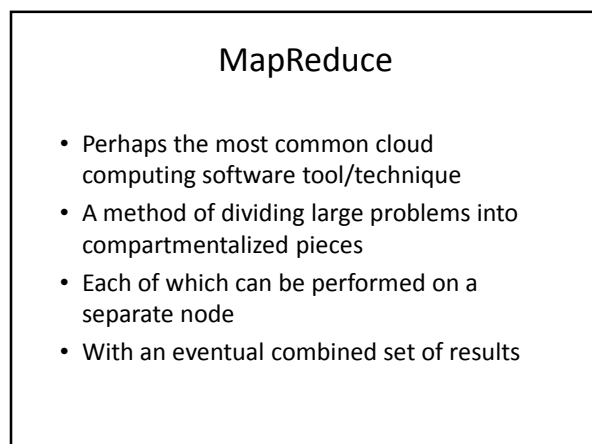 MapReduce
• Perhaps the most common cloud
computing software tool/technique
• A method of dividing large problems into
compartmentalized pieces
• Each of which can be performed on a
separate node
• With an eventual combined set of results